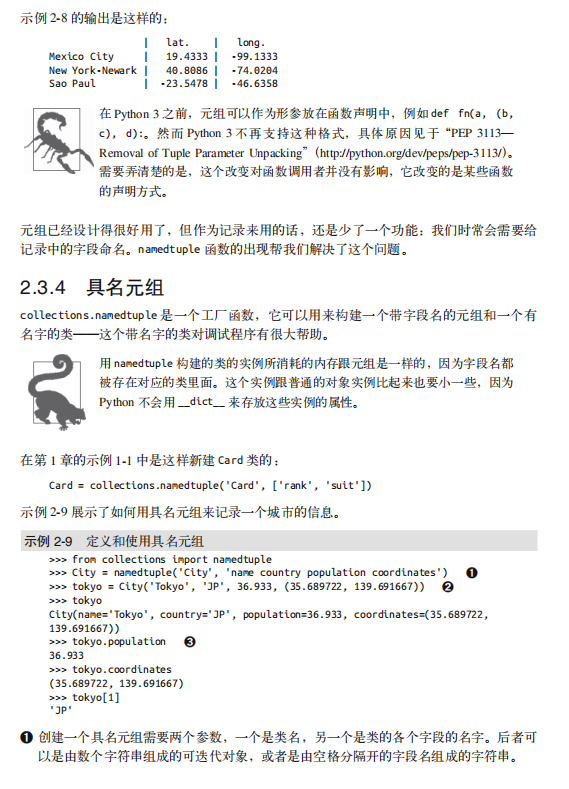 示例 2-8 的输出是这样的：
| lat. | long.
Mexico City | 19.4333 | -99.1333
New York-Newark | 40.8086 | -74.0204
Sao Paul | -23.5478 | -46.6358
在 Python 3 之前，元组可以作为形参放在函数声明中，例如 def fn(a, (b,
c), d):。然而 Python 3 不再支持这种格式，具体原因见于“PEP 3113—
Removal of Tuple Parameter Unpacking”（http://python.org/dev/peps/pep-3113/）。
需要弄清楚的是，这个改变对函数调用者并没有影响，它改变的是某些函数
的声明方式。
元组已经设计得很好用了，但作为记录来用的话，还是少了一个功能：我们时常会需要给
记录中的字段命名。namedtuple 函数的出现帮我们解决了这个问题。
2.3.4 具名元组
collections.namedtuple 是一个工厂函数，它可以用来构建一个带字段名的元组和一个有
名字的类——这个带名字的类对调试程序有很大帮助。
用 namedtuple 构建的类的实例所消耗的内存跟元组是一样的，因为字段名都
被存在对应的类里面。这个实例跟普通的对象实例比起来也要小一些，因为
Python 不会用 __dict__ 来存放这些实例的属性。
在第 1 章的示例 1-1 中是这样新建 Card 类的：
Card = collections.namedtuple('Card', ['rank', 'suit'])
示例 2-9 展示了如何用具名元组来记录一个城市的信息。
示例 2-9 定义和使用具名元组
>>> from collections import namedtuple
>>> City = namedtuple('City', 'name country population coordinates') ❶
>>> tokyo = City('Tokyo', 'JP', 36.933, (35.689722, 139.691667)) ❷
>>> tokyo
City(name='Tokyo', country='JP', population=36.933, coordinates=(35.689722,
139.691667))
>>> tokyo.population ❸
36.933
>>> tokyo.coordinates
(35.689722, 139.691667)
>>> tokyo[1]
'JP'
❶ 创建一个具名元组需要两个参数，一个是类名，另一个是类的各个字段的名字。后者可
以是由数个字符串组成的可迭代对象，或者是由空格分隔开的字段名组成的字符串。